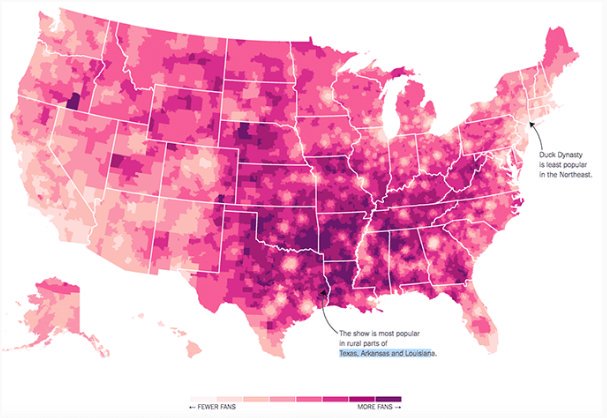 Duck Dynasty
is least popular
in the Northeast.
The show is most popular
in rural parts of
Texas, Arkansas and Louisiana.
← FEWER FANS MORE FANS →